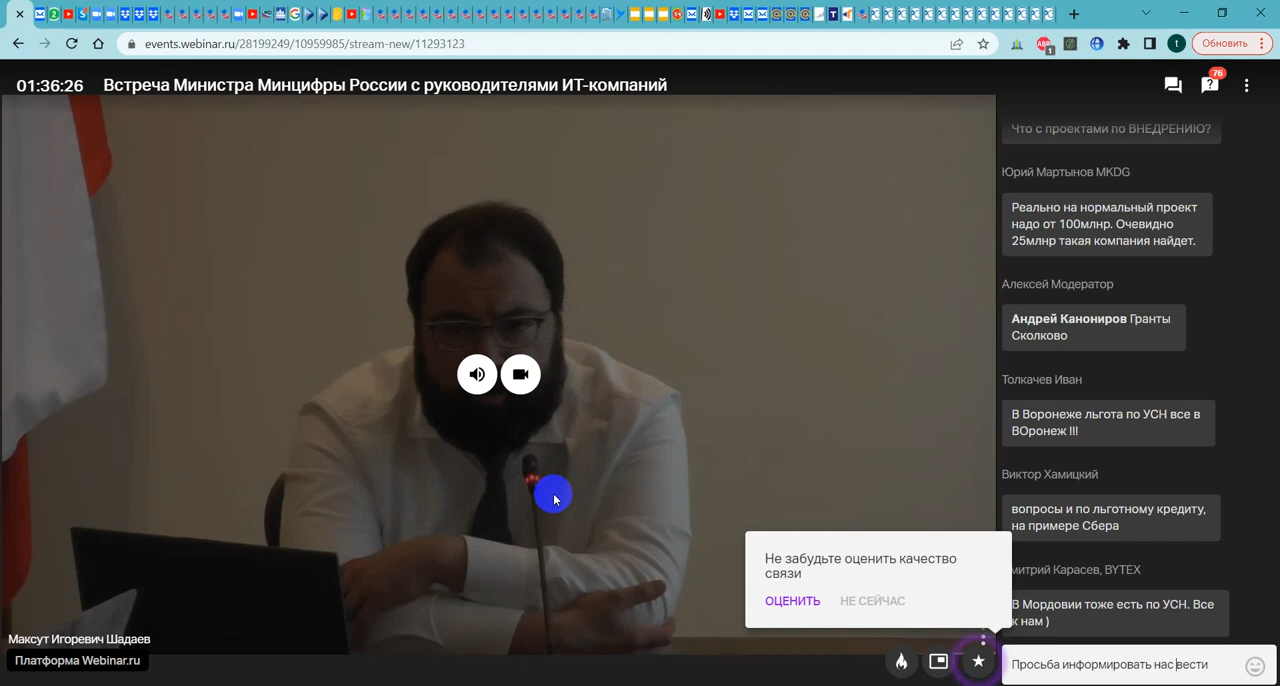 events.webinar.ru/28199249/10959985/stream-new/11293123
Обновить
01:36:26
Встреча Министра Минцифры России с руководителями ИТ-компаний
76
Что с проектами по ВНЕДРЕНИЮ?
Юрий Мартынов MKDG
Реально на нормальный проект
надо от 100млнр. Очевидно
25млнр такая компания найдет.
Алексей Модератор
Андрей Канониров Гранты
Сколково
Толкачев Иван
В Воронеже льгота по УСН все в
ВОронеж !!!
Виктор Хамицкий
вопросы и по льготному кредиту,
на примере Сбера
митрий Карасев, BYTEX
В Мордовии тоже есть по УСН. Все
к нам )
Не забудьте оценить качество
связи
ОЦЕНИТЬ НЕ СЕЙЧАС
Максут Игоревич Шадаев
Платформа Webinar.ru
Просьба информировать нас вести